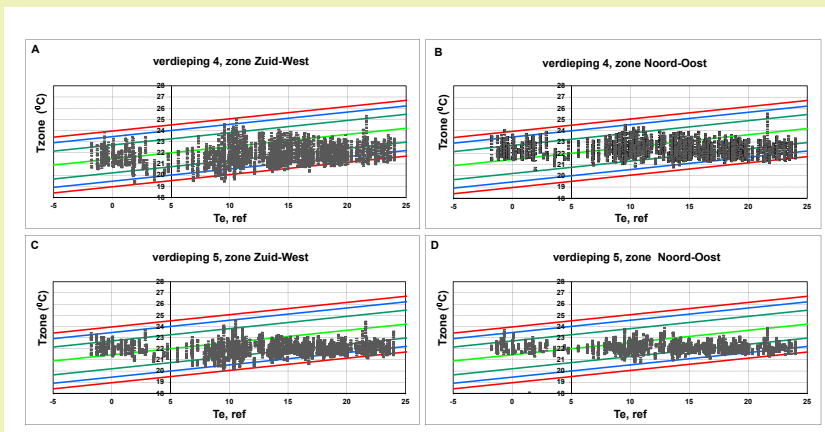 A
verdieping 4, zone Zuid-West
Tzone (⁰C)
28
27
26
25
24
23
22
21
20
19
18
-5 0 5 10 15 20 25
Te, ref
B
verdieping 4, zone Noord-Oost
Tzone (⁰C)
28
27
26
25
24
23
22
21
20
19
18
-5 0 5 10 15 20 25
Te, ref
C
verdieping 5, zone Zuid-West
Tzone (⁰C)
28
27
26
25
24
23
22
21
20
19
18
-5 0 5 10 15 20 25
Te, ref
D
verdieping 5, zone Noord-Oost
Tzone (⁰C)
28
27
26
25
24
23
22
21
20
19
18
-5 0 5 10 15 20 25
Te, ref